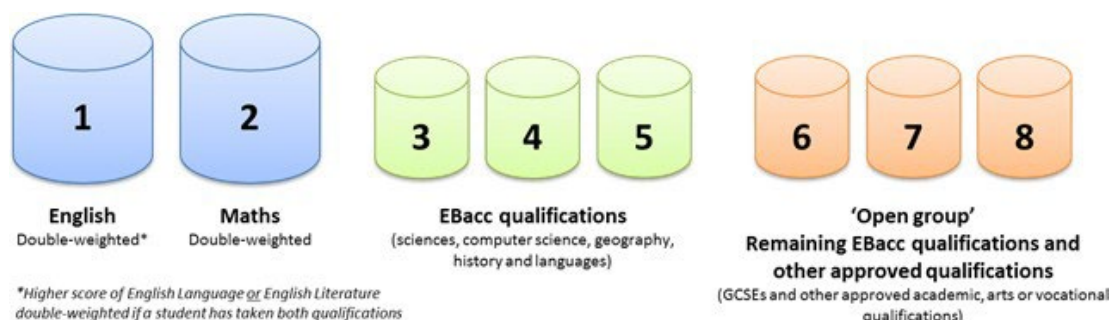 1
2
3
4
5
6
7
8
English
Double-weighted*
Maths
Double-weighted
EBacc qualifications
(sciences, computer science, geography,
history and languages)
‘Open group’
Remaining EBacc qualifications and
other approved qualifications
(GCSEs and other approved academic, arts or vocational
qualifications)
*Higher score of English Language or English Literature
double-weighted if a student has taken both qualifications